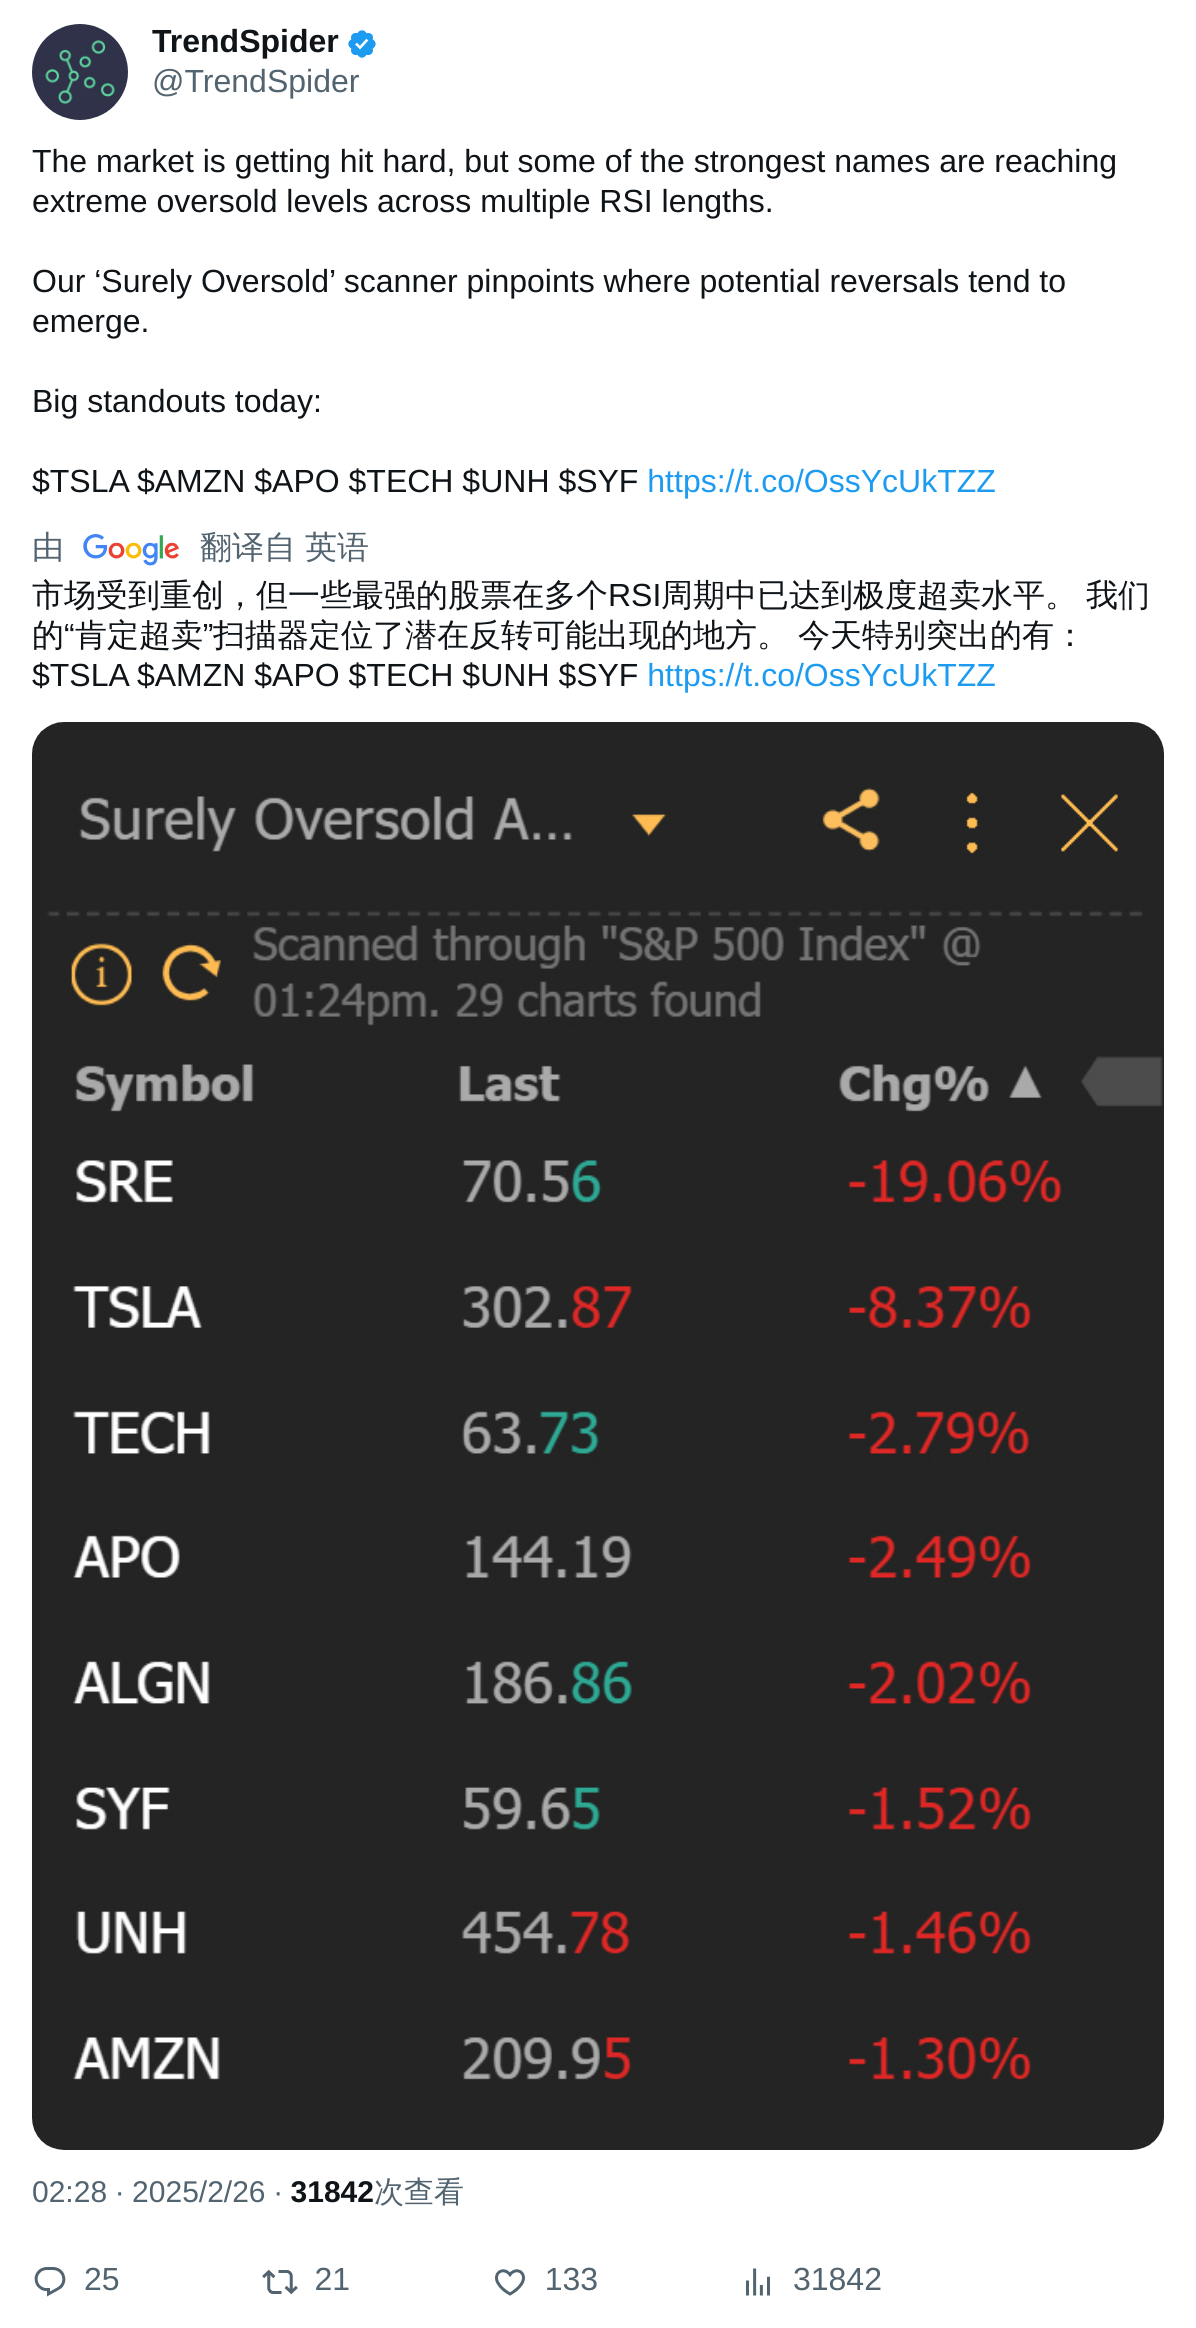 TrendSpider
@TrendSpider
The market is getting hit hard, but some of the strongest names are reaching
extreme oversold levels across multiple RSI lengths.
Our ‘Surely Oversold’ scanner pinpoints where potential reversals tend to
emerge.
Big standouts today:
$TSLA $AMZN $APO $TECH $UNH $SYF https://t.co/OssYcUkTZZ
由 Google 翻译自 英语
市场受到重创，但一些最强的股票在多个RSI周期中已达到极度超卖水平。 我们
的“肯定超卖”扫描器定位了潜在反转可能出现的地方。 今天特别突出的有：
$TSLA $AMZN $APO $TECH $UNH $SYF https://t.co/OssYcUkTZZ
Surely Oversold A...
Scanned through "S&P 500 Index" @
01:24pm. 29 charts found
Symbol Last Chg% ▲
SRE 70.56 -19.06%
TSLA 302.87 -8.37%
TECH 63.73 -2.79%
APO 144.19 -2.49%
ALGN 186.86 -2.02%
SYF 59.65 -1.52%
UNH 454.78 -1.46%
AMZN 209.95 -1.30%
02:28 · 2025/2/26 · 31842次查看
25 21 133 31842